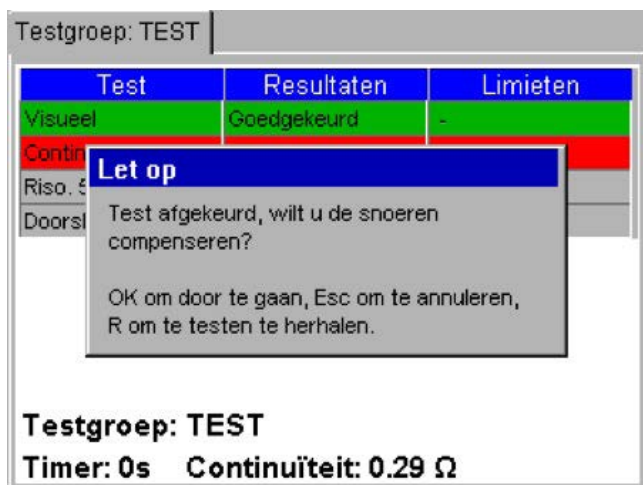 Testgroep: TEST
Test Resultaten Limieten
Visueel Goedgekeurd -
Let op
Riso.
Test afgekeurd, wilt u de snoeren
compenseren?
OK om door te gaan, Esc om te annuleren,
R om te testen te herhalen.
Testgroep: TEST
Timer: 0s Continuïteit: 0.29 Ω